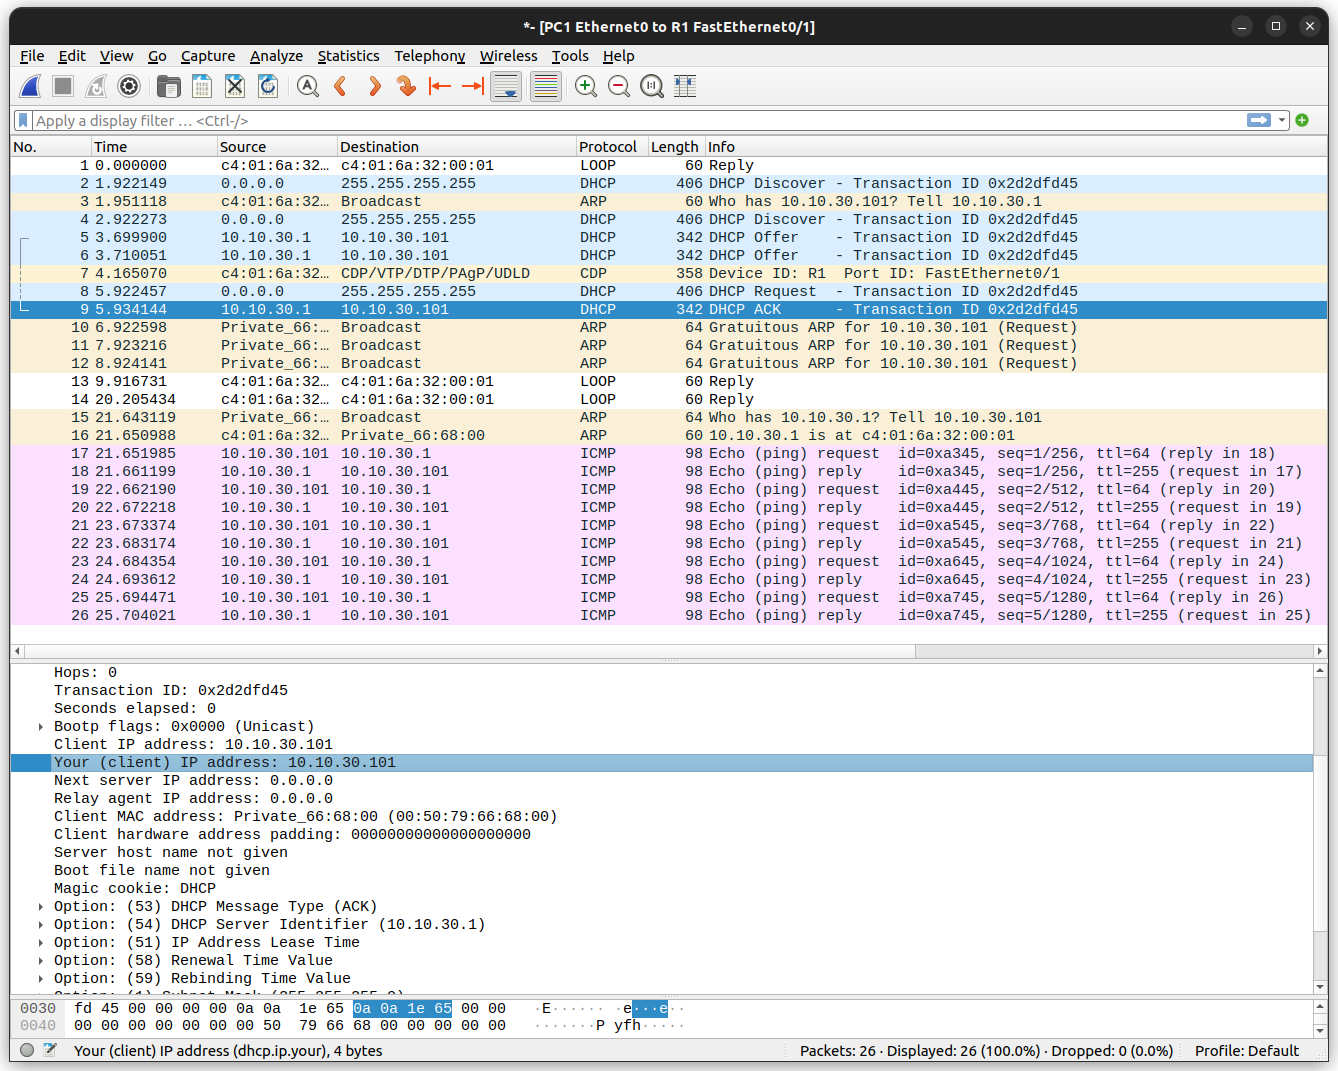 *- [PC1 Ethernet0 to R1 FastEthernet0/1]
File Edit View Go Capture Analyze Statistics Telephony Wireless Tools Help
Apply a display filter … <Ctrl-/>
No. Time Source Destination Protocol Length Info
1 0.000000 c4:01:6a:32… c4:01:6a:32:00:01 LOOP 60 Reply
2 1.922149 0.0.0.0 255.255.255.255 DHCP 406 DHCP Discover - Transaction ID 0x2d2dfd45
3 1.951118 c4:01:6a:32… Broadcast ARP 60 Who has 10.10.30.101? Tell 10.10.30.1
4 2.922273 0.0.0.0 255.255.255.255 DHCP 406 DHCP Discover - Transaction ID 0x2d2dfd45
5 3.699900 10.10.30.1 10.10.30.101 DHCP 342 DHCP Offer - Transaction ID 0x2d2dfd45
6 3.710051 10.10.30.1 10.10.30.101 DHCP 342 DHCP Offer - Transaction ID 0x2d2dfd45
7 4.165070 c4:01:6a:32… CDP/VTP/DTP/PAgP/UDLD CDP 358 Device ID: R1 Port ID: FastEthernet0/1
8 5.922457 0.0.0.0 255.255.255.255 DHCP 406 DHCP Request - Transaction ID 0x2d2dfd45
9 5.934144 10.10.30.1 10.10.30.101 DHCP 342 DHCP ACK - Transaction ID 0x2d2dfd45
10 6.922598 Private_66:… Broadcast ARP 64 Gratuitous ARP for 10.10.30.101 (Request)
11 7.923216 Private_66:… Broadcast ARP 64 Gratuitous ARP for 10.10.30.101 (Request)
12 8.924141 Private_66:… Broadcast ARP 64 Gratuitous ARP for 10.10.30.101 (Request)
13 9.916731 c4:01:6a:32… c4:01:6a:32:00:01 LOOP 60 Reply
14 20.205434 c4:01:6a:32… c4:01:6a:32:00:01 LOOP 60 Reply
15 21.643119 Private_66:… Broadcast ARP 64 Who has 10.10.30.1? Tell 10.10.30.101
16 21.650988 c4:01:6a:32… Private_66:68:00 ARP 60 10.10.30.1 is at c4:01:6a:32:00:01
17 21.651985 10.10.30.101 10.10.30.1 ICMP 98 Echo (ping) request id=0xa345, seq=1/256, ttl=64 (reply in 18)
18 21.661199 10.10.30.1 10.10.30.101 ICMP 98 Echo (ping) reply id=0xa345, seq=1/256, ttl=255 (request in 17)
19 22.662190 10.10.30.101 10.10.30.1 ICMP 98 Echo (ping) request id=0xa445, seq=2/512, ttl=64 (reply in 20)
20 22.672218 10.10.30.1 10.10.30.101 ICMP 98 Echo (ping) reply id=0xa445, seq=2/512, ttl=255 (request in 19)
21 23.673374 10.10.30.101 10.10.30.1 ICMP 98 Echo (ping) request id=0xa545, seq=3/768, ttl=64 (reply in 22)
22 23.683174 10.10.30.1 10.10.30.101 ICMP 98 Echo (ping) reply id=0xa545, seq=3/768, ttl=255 (request in 21)
23 24.684354 10.10.30.101 10.10.30.1 ICMP 98 Echo (ping) request id=0xa645, seq=4/1024, ttl=64 (reply in 24)
24 24.693612 10.10.30.1 10.10.30.101 ICMP 98 Echo (ping) reply id=0xa645, seq=4/1024, ttl=255 (request in 23)
25 25.694471 10.10.30.101 10.10.30.1 ICMP 98 Echo (ping) request id=0xa745, seq=5/1280, ttl=64 (reply in 26)
26 25.704021 10.10.30.1 10.10.30.101 ICMP 98 Echo (ping) reply id=0xa745, seq=5/1280, ttl=255 (request in 25)
Hops: 0
Transaction ID: 0x2d2dfd45
Seconds elapsed: 0
Bootp flags: 0x0000 (Unicast)
Client IP address: 10.10.30.101
Your (client) IP address: 10.10.30.101
Next server IP address: 0.0.0.0
Relay agent IP address: 0.0.0.0
Client MAC address: Private_66:68:00 (00:50:79:66:68:00)
Client hardware address padding: 00000000000000000000
Server host name not given
Boot file name not given
Magic cookie: DHCP
Option: (53) DHCP Message Type (ACK)
Option: (54) DHCP Server Identifier (10.10.30.1)
Option: (51) IP Address Lease Time
Option: (58) Renewal Time Value
Option: (59) Rebinding Time Value
Option: (1) Subnet Mask (255.255.255.0)
0030 fd 45 00 00 00 00 0a 0a 1e 65 0a 0a 1e 65 00 00 ·E······ ·e···e··
0040 00 00 00 00 00 00 00 50 79 66 68 00 00 00 00 00 ·······P yfh·····
Your (client) IP address (dhcp.ip.your), 4 bytes Packets: 26 · Displayed: 26 (100.0%) · Dropped: 0 (0.0%) Profile: Default